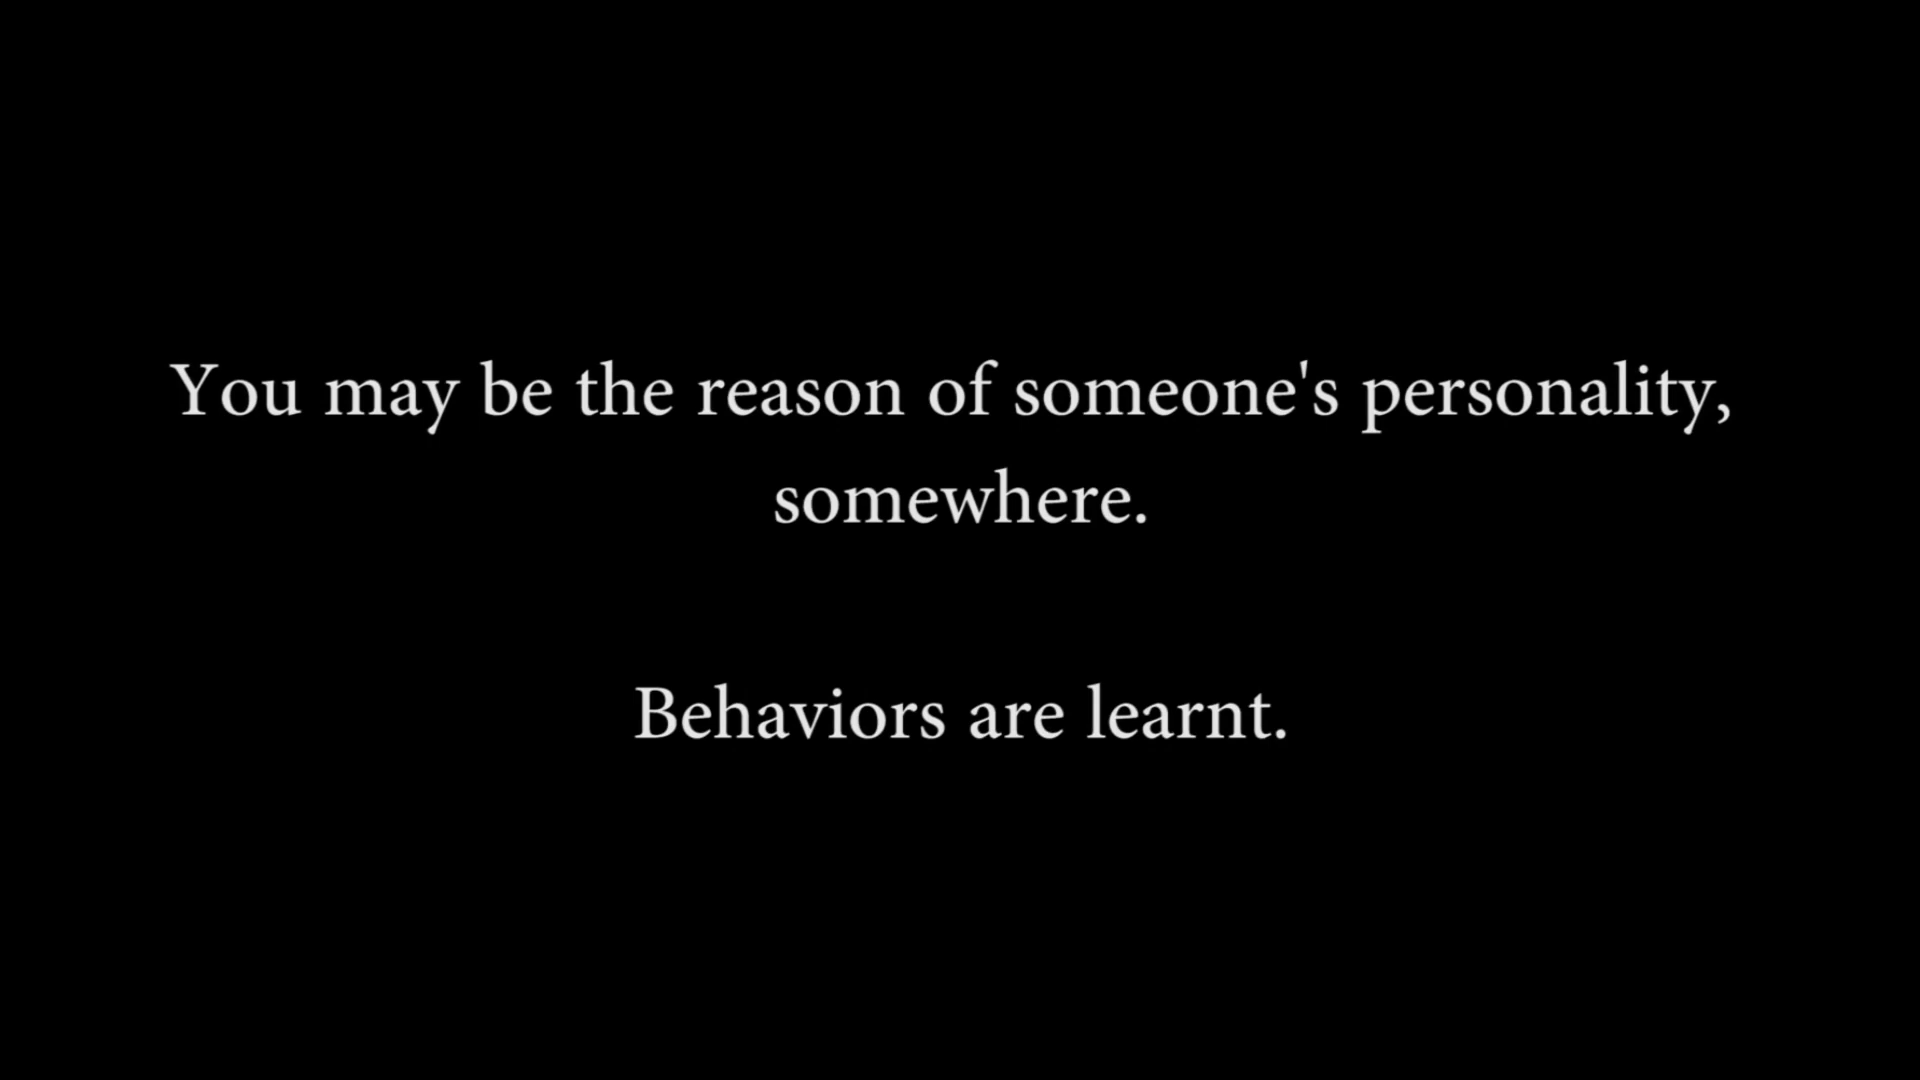 You may be the reason of someone's personality,
somewhere.
Behaviors are learnt.